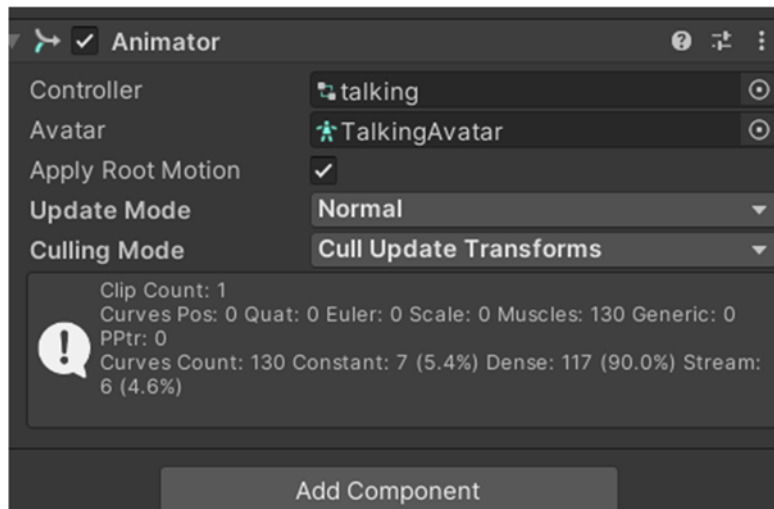 Animator
Controller talking
Avatar TalkingAvatar
Apply Root Motion
Update Mode Normal
Culling Mode Cull Update Transforms
Clip Count: 1
Curves Pos: 0 Quat: 0 Euler: 0 Scale: 0 Muscles: 130 Generic: 0
PPtr: 0
Curves Count: 130 Constant: 7 (5.4%) Dense: 117 (90.0%) Stream:
6 (4.6%)
Add Component